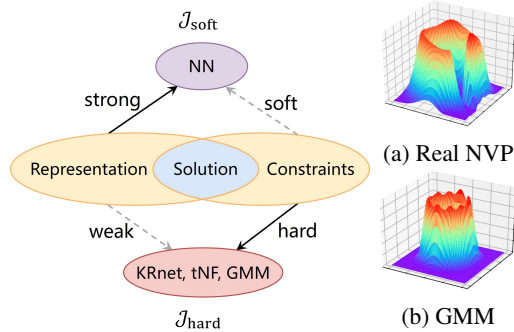 𝒥soft
NN
strong
soft
Representation
Solution
Constraints
weak
hard
KRnet, tNF, GMM
𝒥hard
(a) Real NVP
(b) GMM